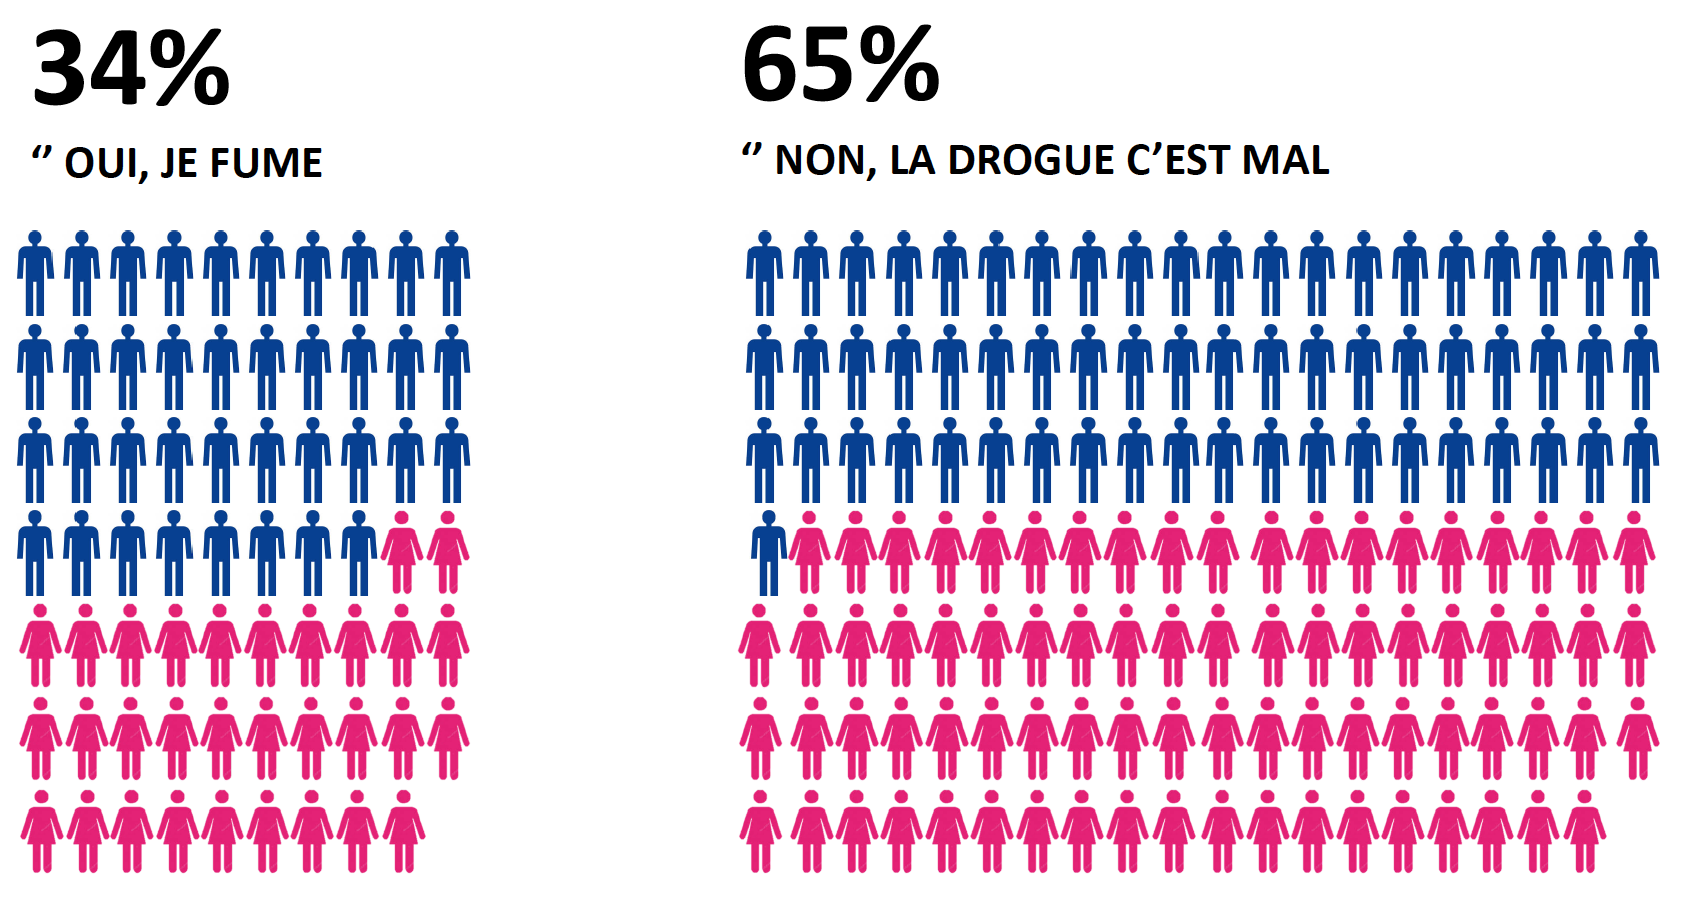 34%
‘’ OUI, JE FUME
65%
‘’ NON, LA DROGUE C’EST MAL